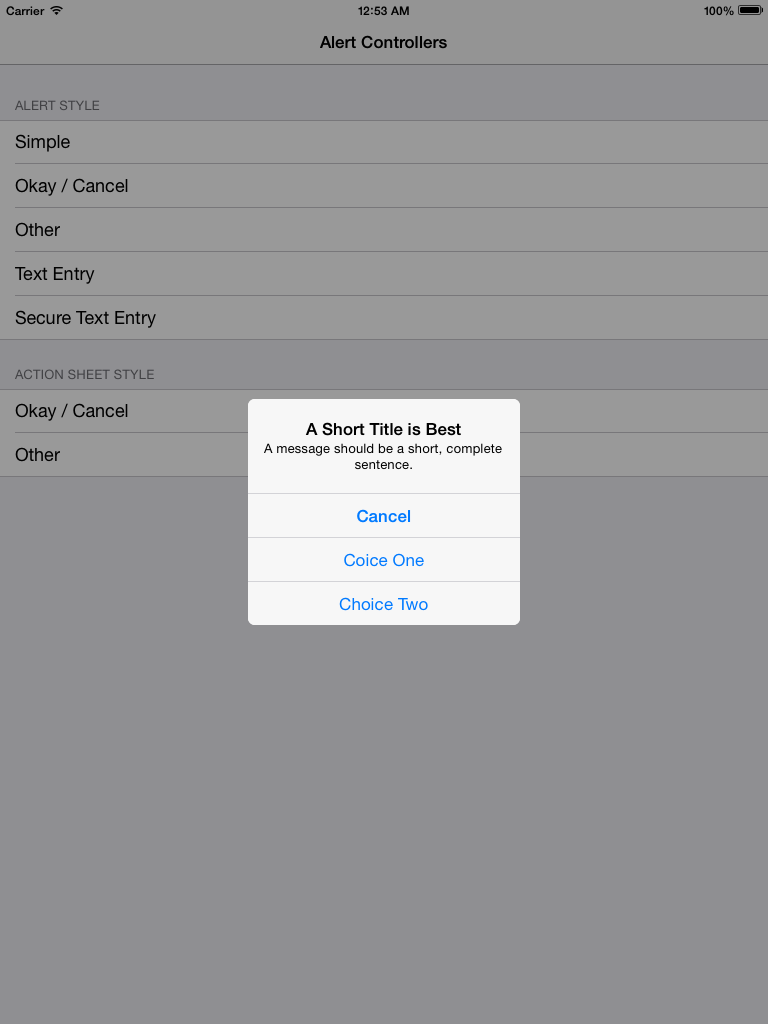 Carrier 12:53 AM 100%
Alert Controllers
ALERT STYLE
Simple
Okay / Cancel
Other
Text Entry
Secure Text Entry
ACTION SHEET STYLE
Okay / Cancel
Other
A Short Title is Best
A message should be a short, complete
sentence.
Cancel
Coice One
Choice Two